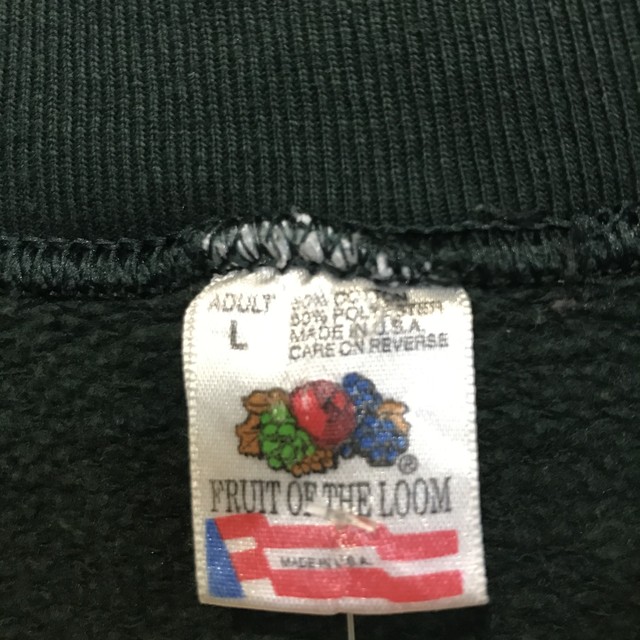 ADULT
L
50% COTTON
50% POLYESTER
MADE IN U.S.A.
CARE ON REVERSE
®
FRUIT OF THE LOOM
MADE IN U.S.A.